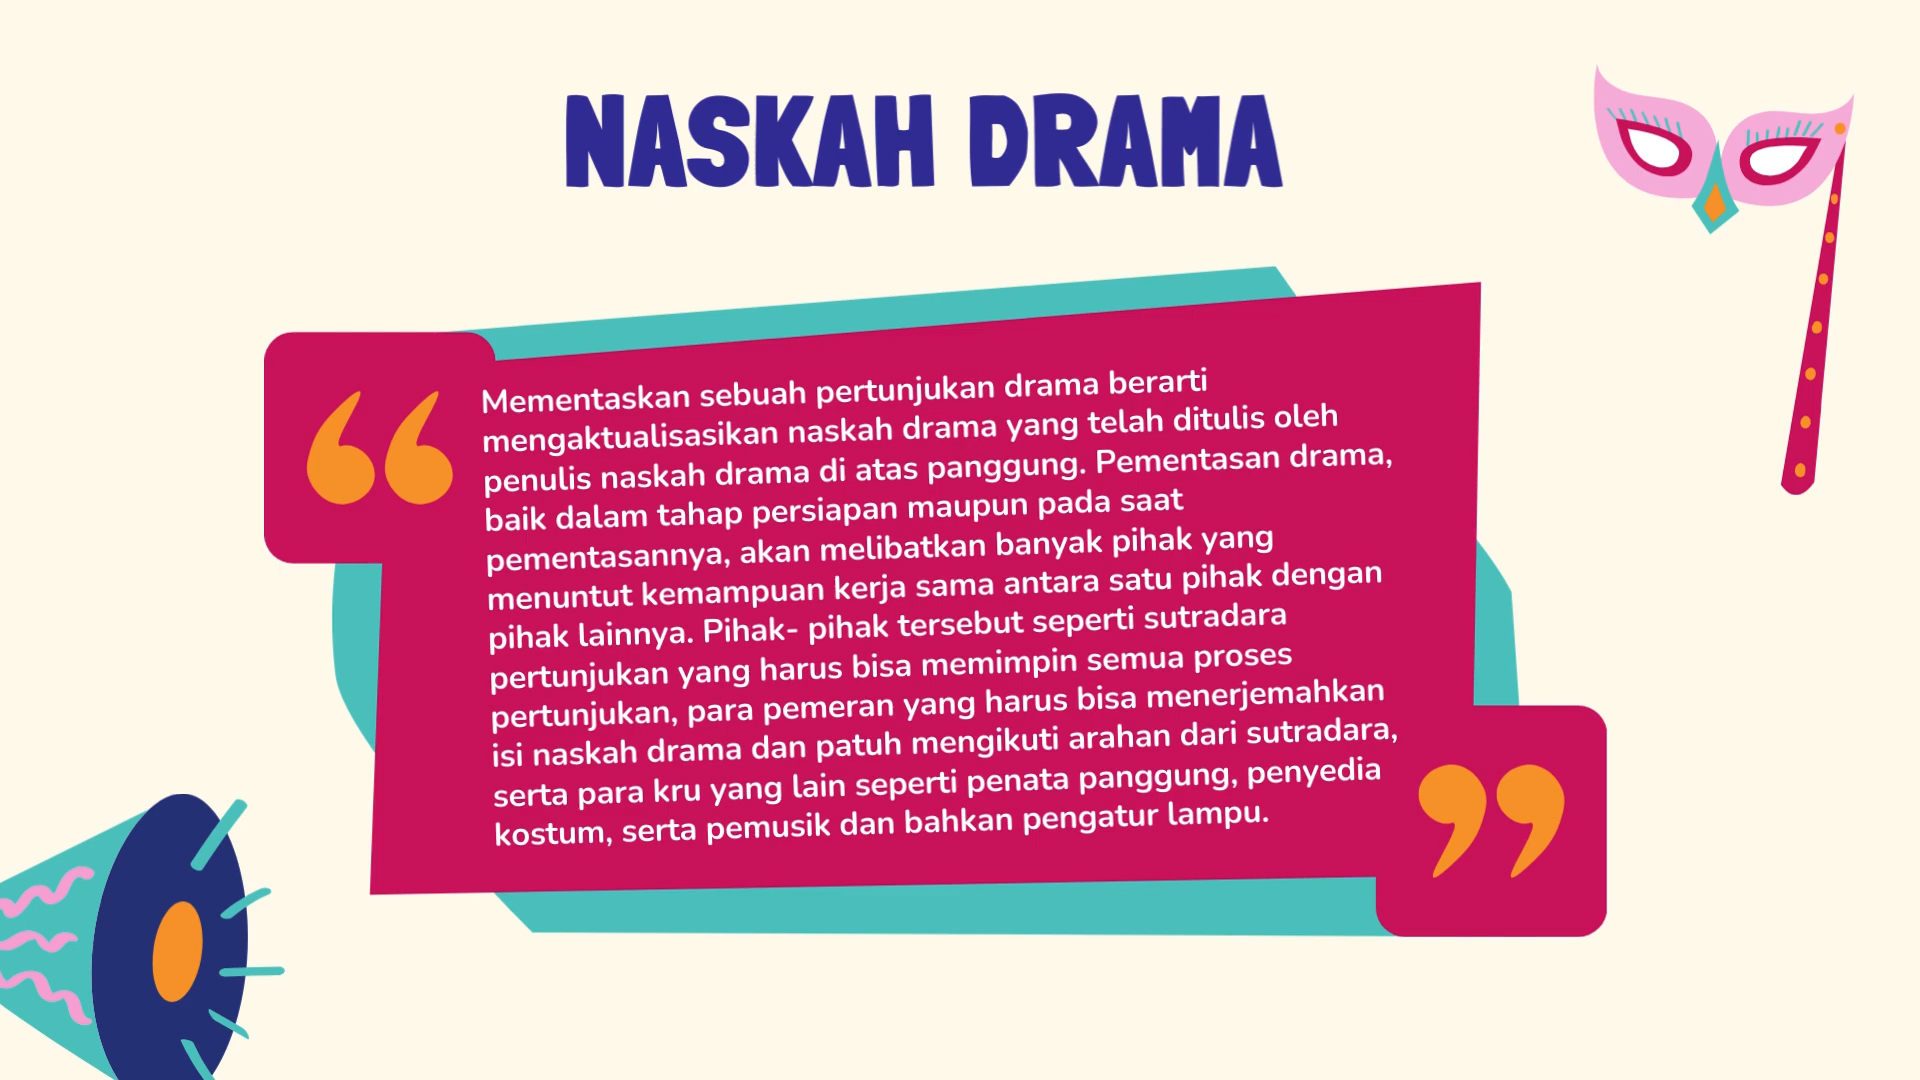 NASKAH DRAMA
Mementaskan sebuah pertunjukan drama berarti
mengaktualisasikan naskah drama yang telah ditulis oleh
penulis naskah drama di atas panggung. Pementasan drama,
baik dalam tahap persiapan maupun pada saat
pementasannya, akan melibatkan banyak pihak yang
menuntut kemampuan kerja sama antara satu pihak dengan
pihak lainnya. Pihak- pihak tersebut seperti sutradara
pertunjukan yang harus bisa memimpin semua proses
pertunjukan, para pemeran yang harus bisa menerjemahkan
isi naskah drama dan patuh mengikuti arahan dari sutradara,
serta para kru yang lain seperti penata panggung, penyedia
kostum, serta pemusik dan bahkan pengatur lampu.